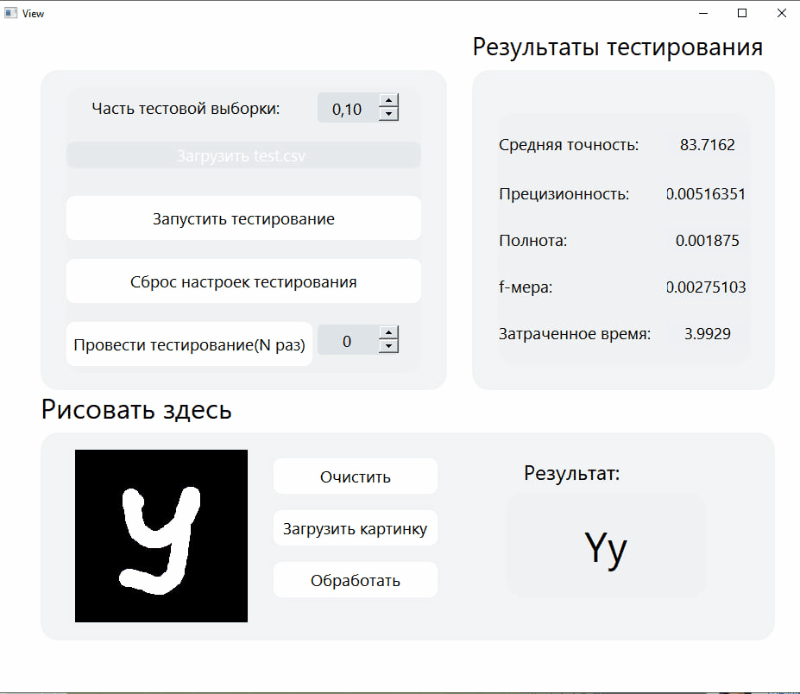 View
Результаты тестирования
Часть тестовой выборки: 0,10
Загрузить test.csv
Запустить тестирование
Сброс настроек тестирования
Провести тестирование(N раз) 0
Средняя точность: 83.7162
Прецизионность: 0.00516351
Полнота: 0.001875
f-мера: 0.00275103
Затраченное время: 3.9929
Рисовать здесь
y
Очистить
Загрузить картинку
Обработать
Результат:
Yy